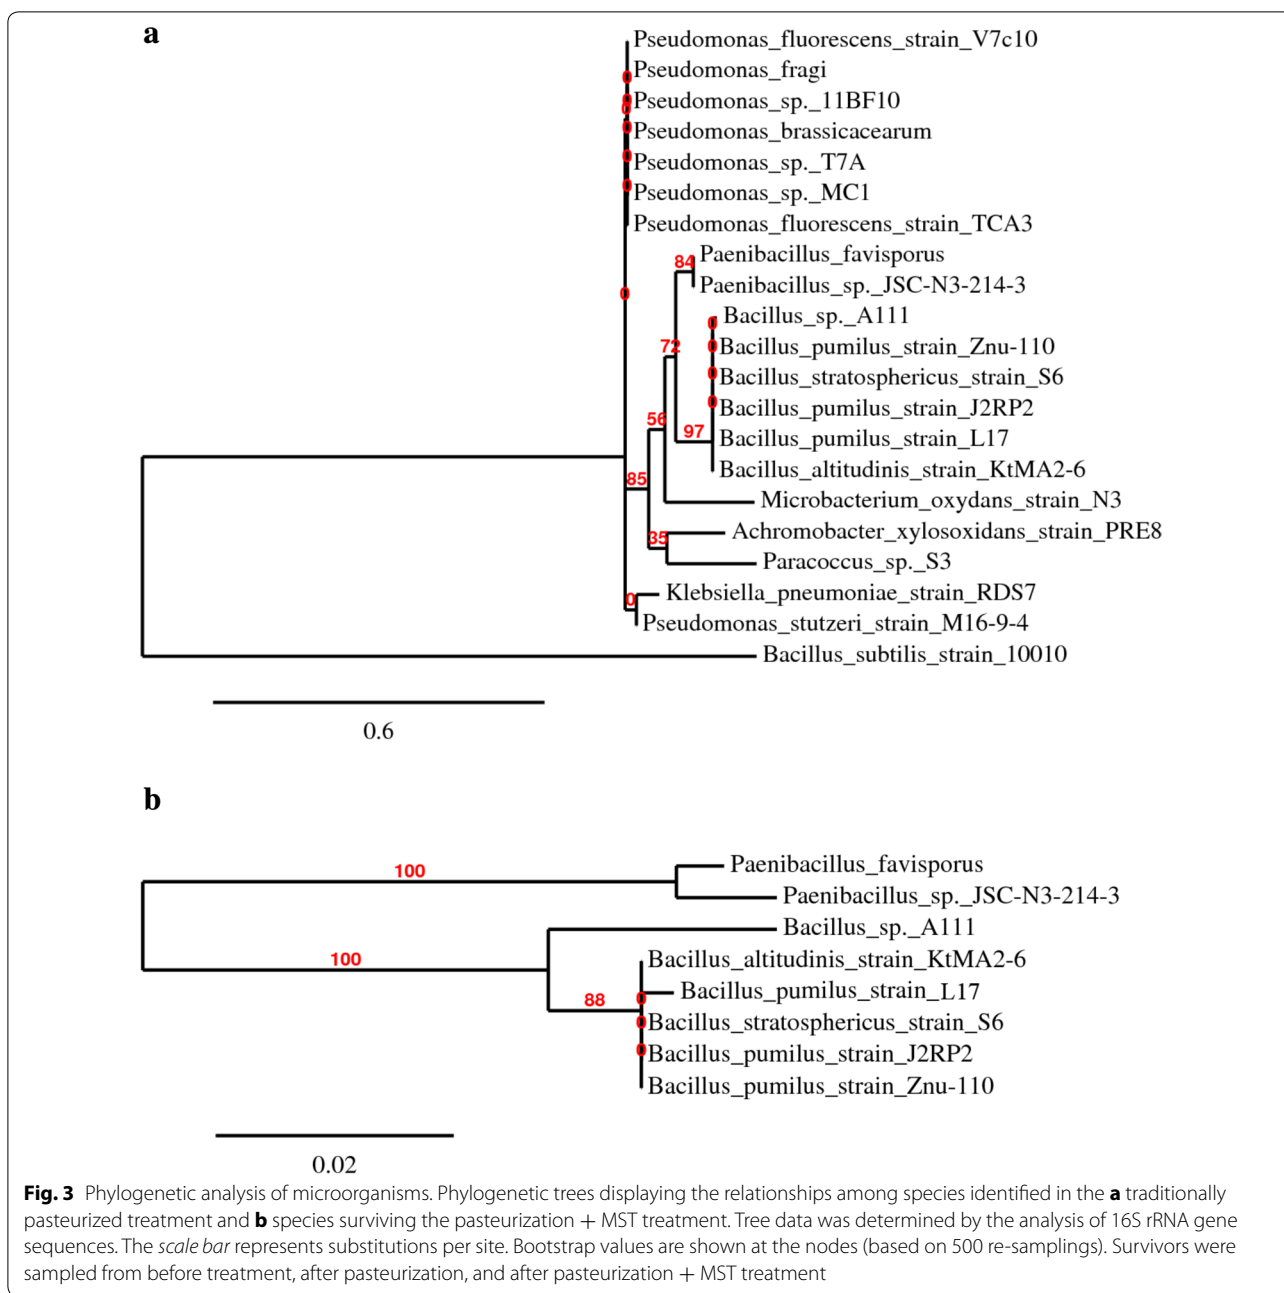 a
Pseudomonas_fluorescens_strain_V7c10
Pseudomonas_fragi
0
Pseudomonas_sp._11BF10
0
0
Pseudomonas_brassicacearum
0
Pseudomonas_sp._T7A
0
Pseudomonas_sp._MC1
0
Pseudomonas_fluorescens_strain_TCA3
Paenibacillus_favisporus
84
Paenibacillus_sp._JSC-N3-214-3
0
Bacillus_sp._A111
0
Bacillus_pumilus_strain_Znu-110
72
0
Bacillus_stratosphericus_strain_S6
0
Bacillus_pumilus_strain_J2RP2
0
56
97
Bacillus_pumilus_strain_L17
Bacillus_altitudinis_strain_KtMA2-6
85
Microbacterium_oxydans_strain_N3
Achromobacter_xylosoxidans_strain_PRE8
35
Paracoccus_sp._S3
Klebsiella_pneumoniae_strain_RDS7
0
Pseudomonas_stutzeri_strain_M16-9-4
Bacillus_subtilis_strain_10010
0.6
b
Paenibacillus_favisporus
100
Paenibacillus_sp._JSC-N3-214-3
Bacillus_sp._A111
100
Bacillus_altitudinis_strain_KtMA2-6
Bacillus_pumilus_strain_L17
88
0
Bacillus_stratosphericus_strain_S6
0
Bacillus_pumilus_strain_J2RP2
0
Bacillus_pumilus_strain_Znu-110
0.02
Fig. 3 Phylogenetic analysis of microorganisms. Phylogenetic trees displaying the relationships among species identified in the a traditionally
pasteurized treatment and b species surviving the pasteurization + MST treatment. Tree data was determined by the analysis of 16S rRNA gene
sequences. The scale bar represents substitutions per site. Bootstrap values are shown at the nodes (based on 500 re-samplings). Survivors were
sampled from before treatment, after pasteurization, and after pasteurization + MST treatment